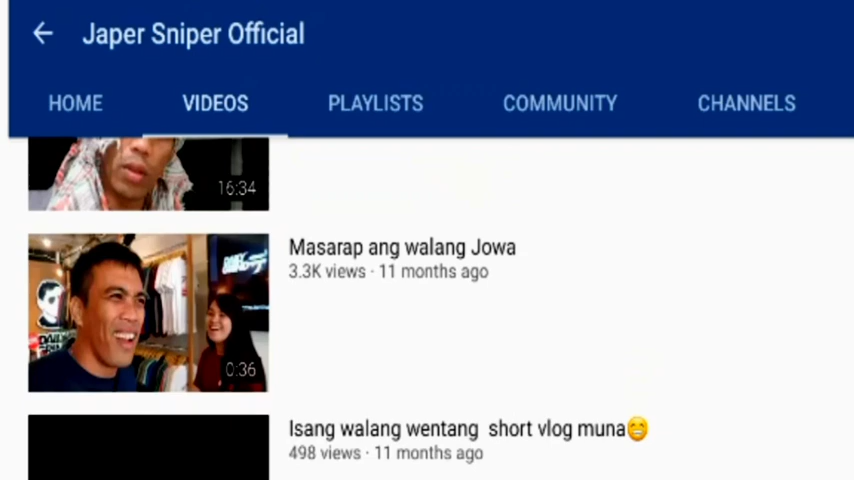 Japer Sniper Official
HOME VIDEOS PLAYLISTS COMMUNITY CHANNELS
16:34
Masarap ang walang Jowa
3.3K views · 11 months ago
0:36
Isang walang wentang short vlog muna😁
498 views · 11 months ago